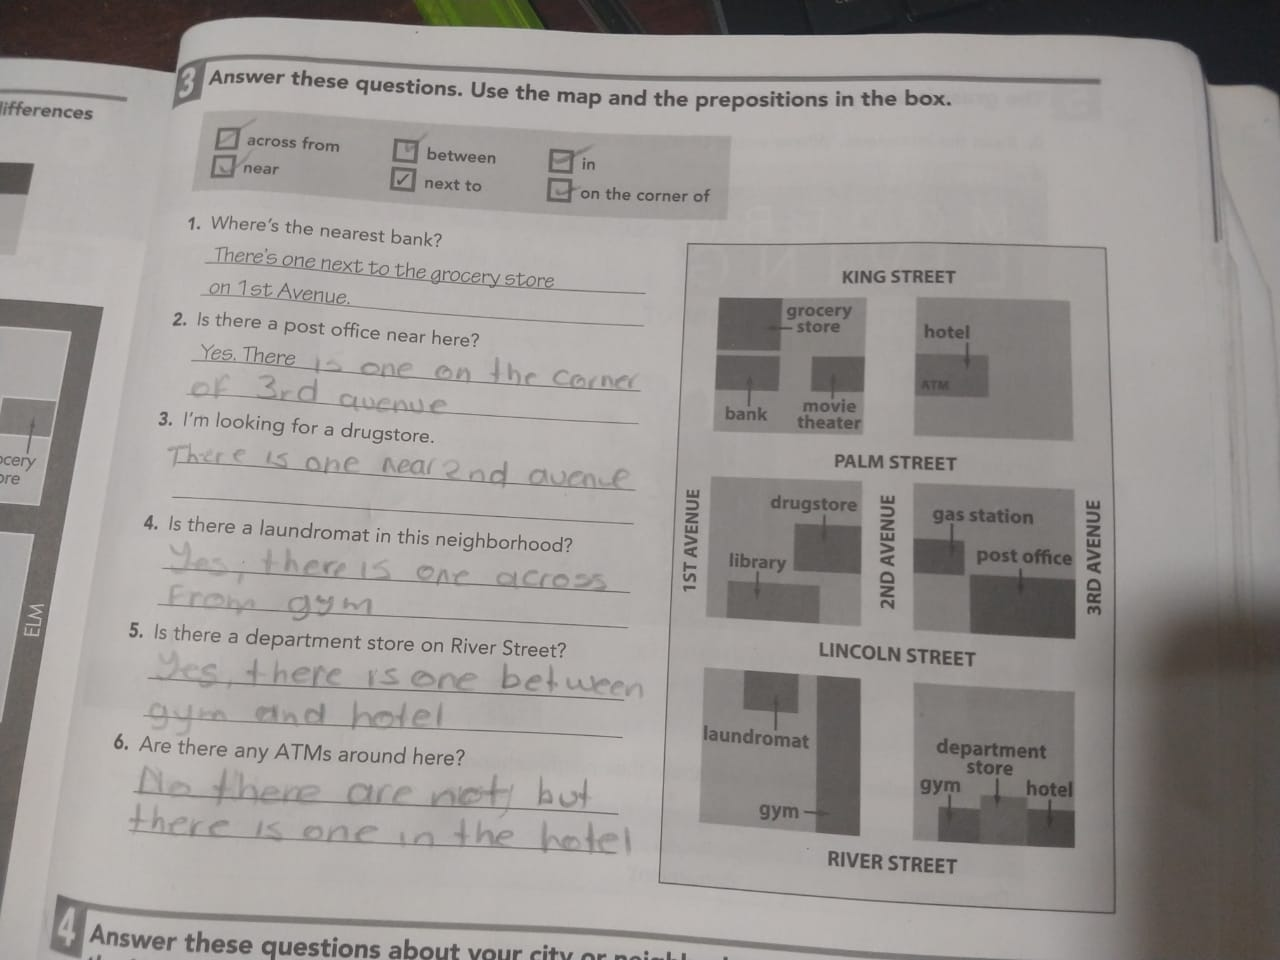 ifferences
3 Answer these questions. Use the map and the prepositions in the box.
across from between in
near next to on the corner of
1. Where's the nearest bank?
There's one next to the grocery store
on 1st Avenue.
2. Is there a post office near here?
Yes. There is one on the corner
of 3rd avenue
3. I'm looking for a drugstore.
There is one near 2nd avenue
4. Is there a laundromat in this neighborhood?
Yes, there is one across
From gym
5. Is there a department store on River Street?
Yes, there is one between
gym and hotel
6. Are there any ATMs around here?
No there are not, but
there is one in the hotel
KING STREET
grocery
store
hotel
ATM
bank
movie
theater
PALM STREET
1ST AVENUE
drugstore
library
2ND AVENUE
gas station
post office
3RD AVENUE
LINCOLN STREET
laundromat
gym
department
store
gym
hotel
RIVER STREET
ocery
ore
ELM
4 Answer these questions about your city or